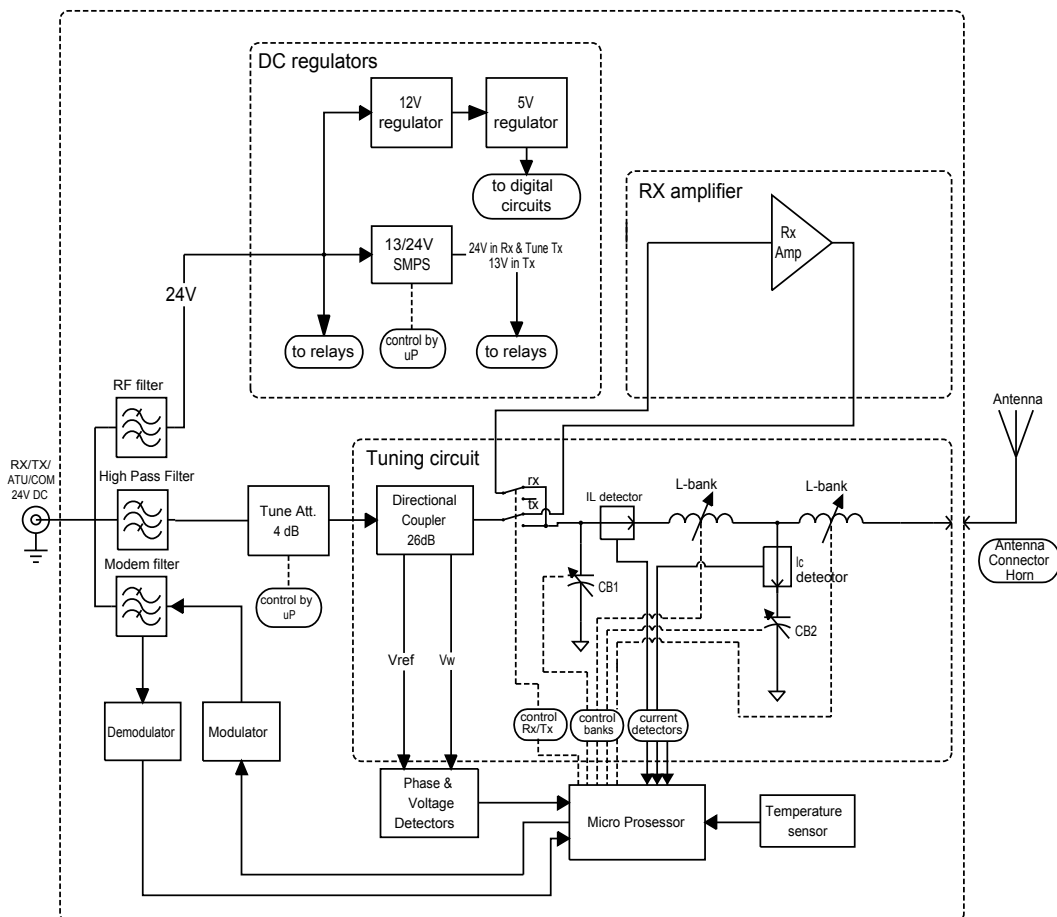 DC regulators
12V
regulator
5V
regulator
to digital
circuits
13/24V
SMPS
24V in Rx & Tune Tx
13V in Tx
24V
to relays
control by
uP
to relays
RX amplifier
Rx
Amp
RF filter
RX/TX/
ATU/COM
24V DC
High Pass Filter
Modem filter
Tune Att.
4 dB
control by
uP
Tuning circuit
Directional
Coupler
26dB
rx
tx
IL detector
L-bank
L-bank
Antenna
Antenna
Connector
Horn
Ic
detector
CB1
CB2
Vref
Vw
control
Rx/Tx
control
banks
current
detectors
Demodulator
Modulator
Phase &
Voltage
Detectors
Micro Prosessor
Temperature
sensor